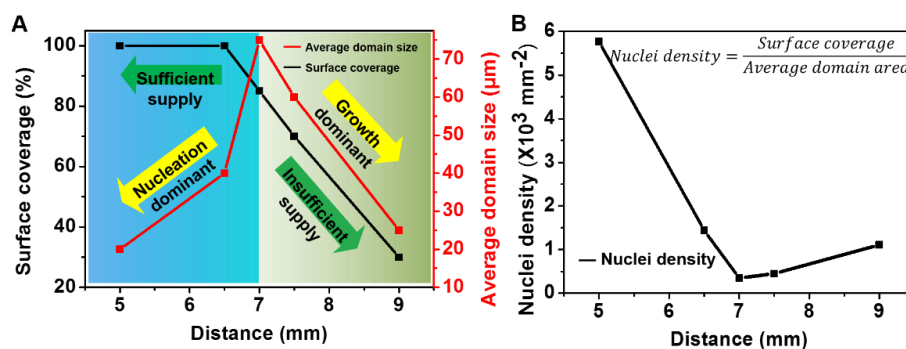 A
Surface coverage (%)
100
80
60
40
20
Average domain size
Surface coverage
Sufficient
supply
Nucleation
dominant
Growth
dominant
Insufficient
supply
70
60
50
40
30
20
10
Average domain size (μm)
5
6
7
8
9
Distance (mm)
B
Nuclei density (X10³ mm-2)
6
5
4
3
2
1
0
Nuclei density = Surface coverage
Average domain area
Nuclei density
5
6
7
8
9
Distance (mm)